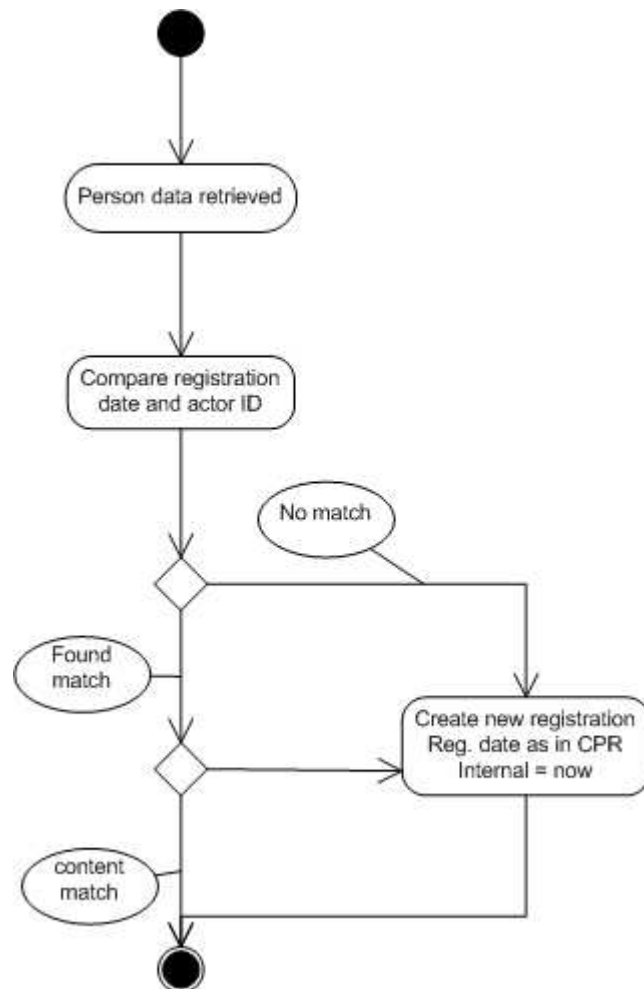 Person data retrieved
Compare registration
date and actor ID
No match
Found
match
Create new registration
Reg. date as in CPR
Internal = now
content
match